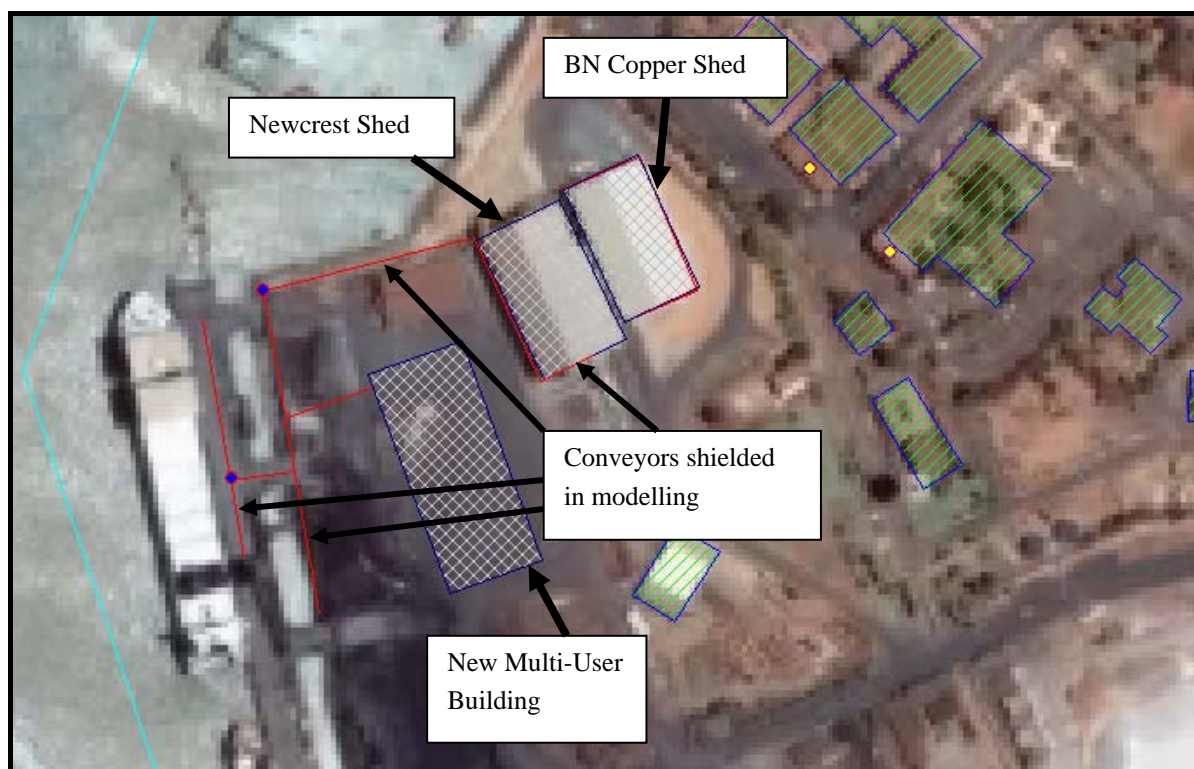 BN Copper Shed
Newcrest Shed
Conveyors shielded
in modelling
New Multi-User
Building